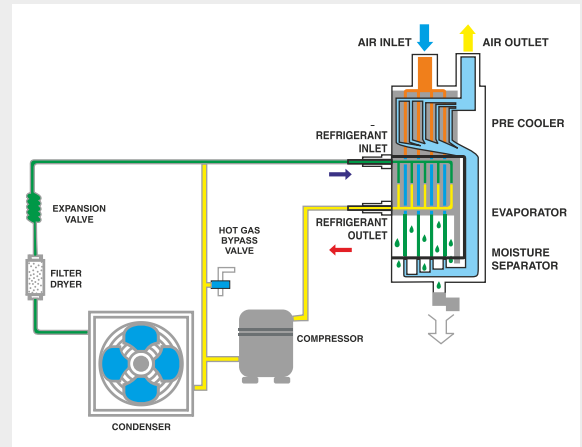 AIR INLET
AIR OUTLET
PRE COOLER
REFRIGERANT
INLET
EXPANSION
VALVE
EVAPORATOR
REFRIGERANT
OUTLET
HOT GAS
BYPASS
VALVE
MOISTURE
SEPARATOR
FILTER
DRYER
COMPRESSOR
CONDENSER